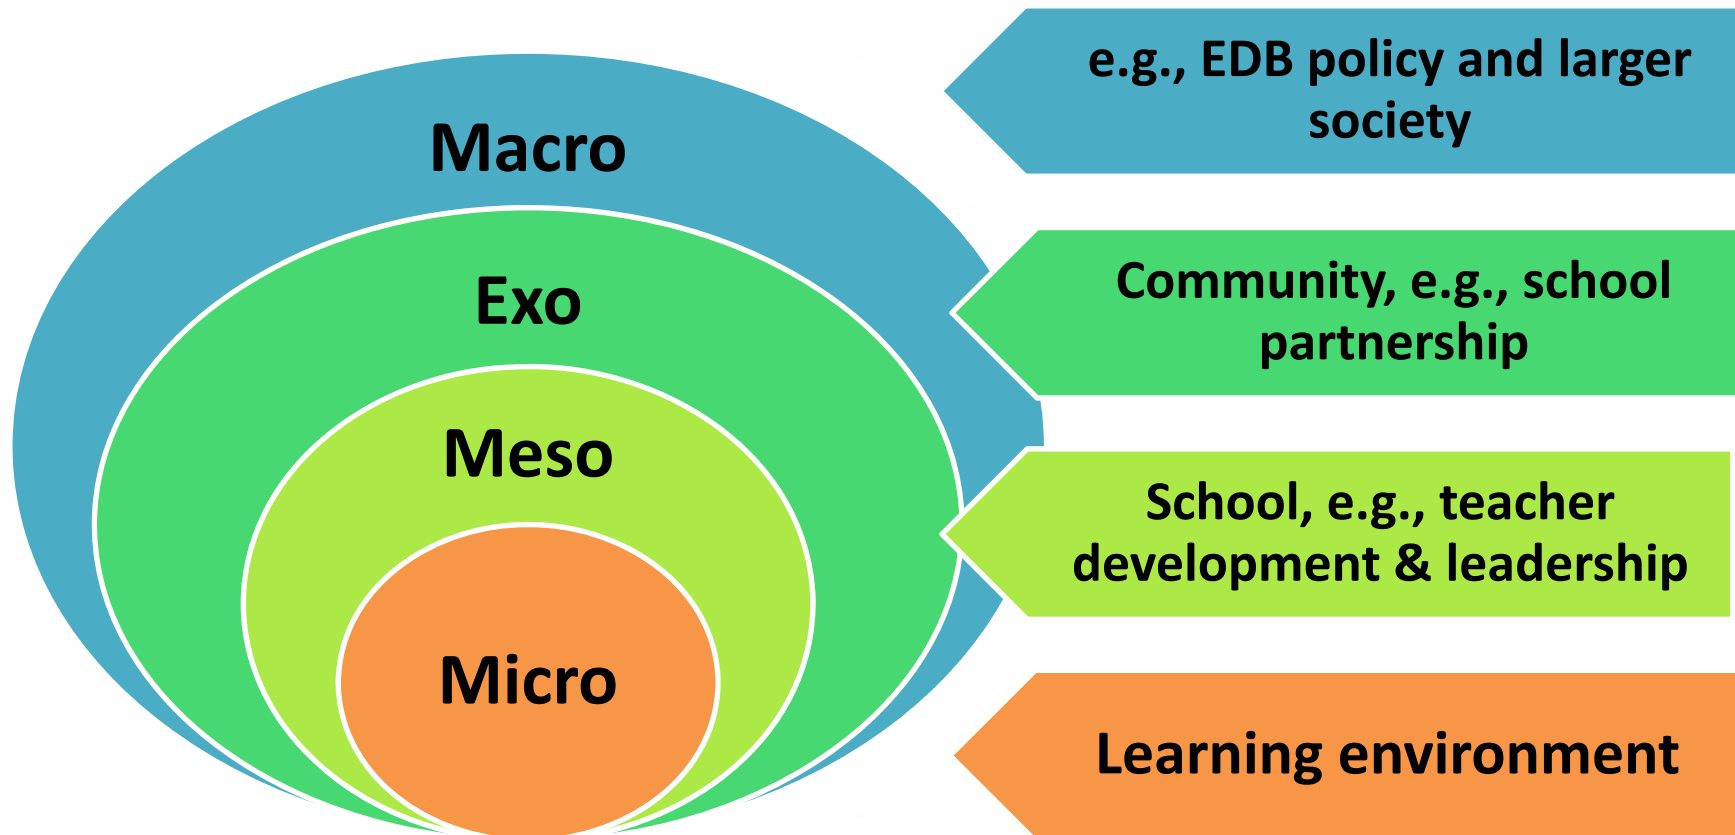 Macro
e.g., EDB policy and larger
society
Exo
Community, e.g., school
partnership
Meso
School, e.g., teacher
development & leadership
Micro
Learning environment